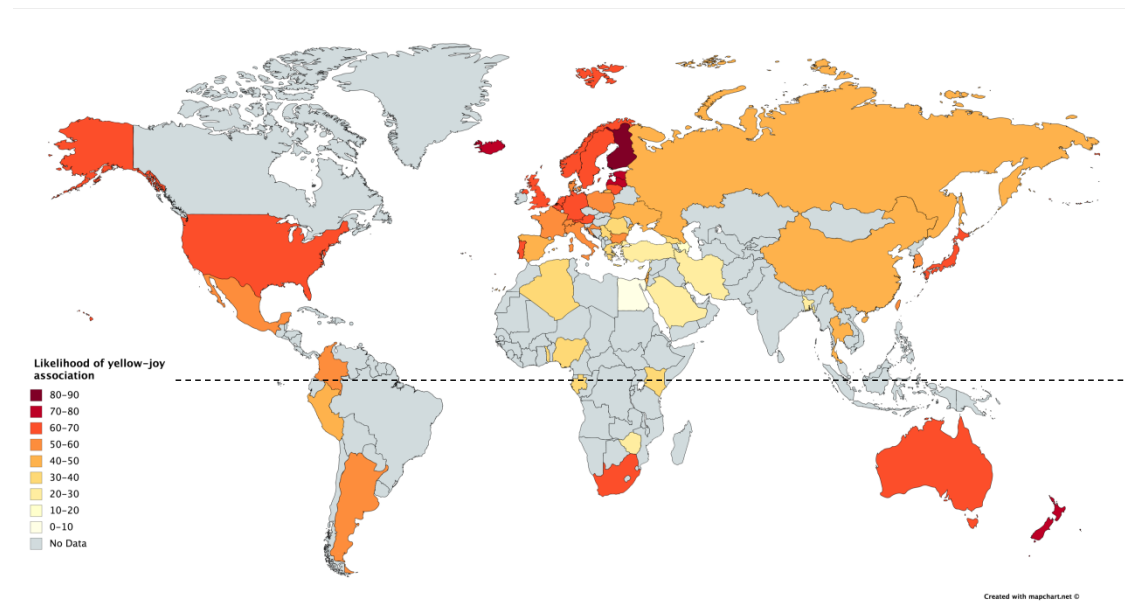 Likelihood of yellow-joy
association
80-90
70-80
60-70
50-60
40-50
30-40
20-30
10-20
0-10
No Data
Created with mapchart.net ©